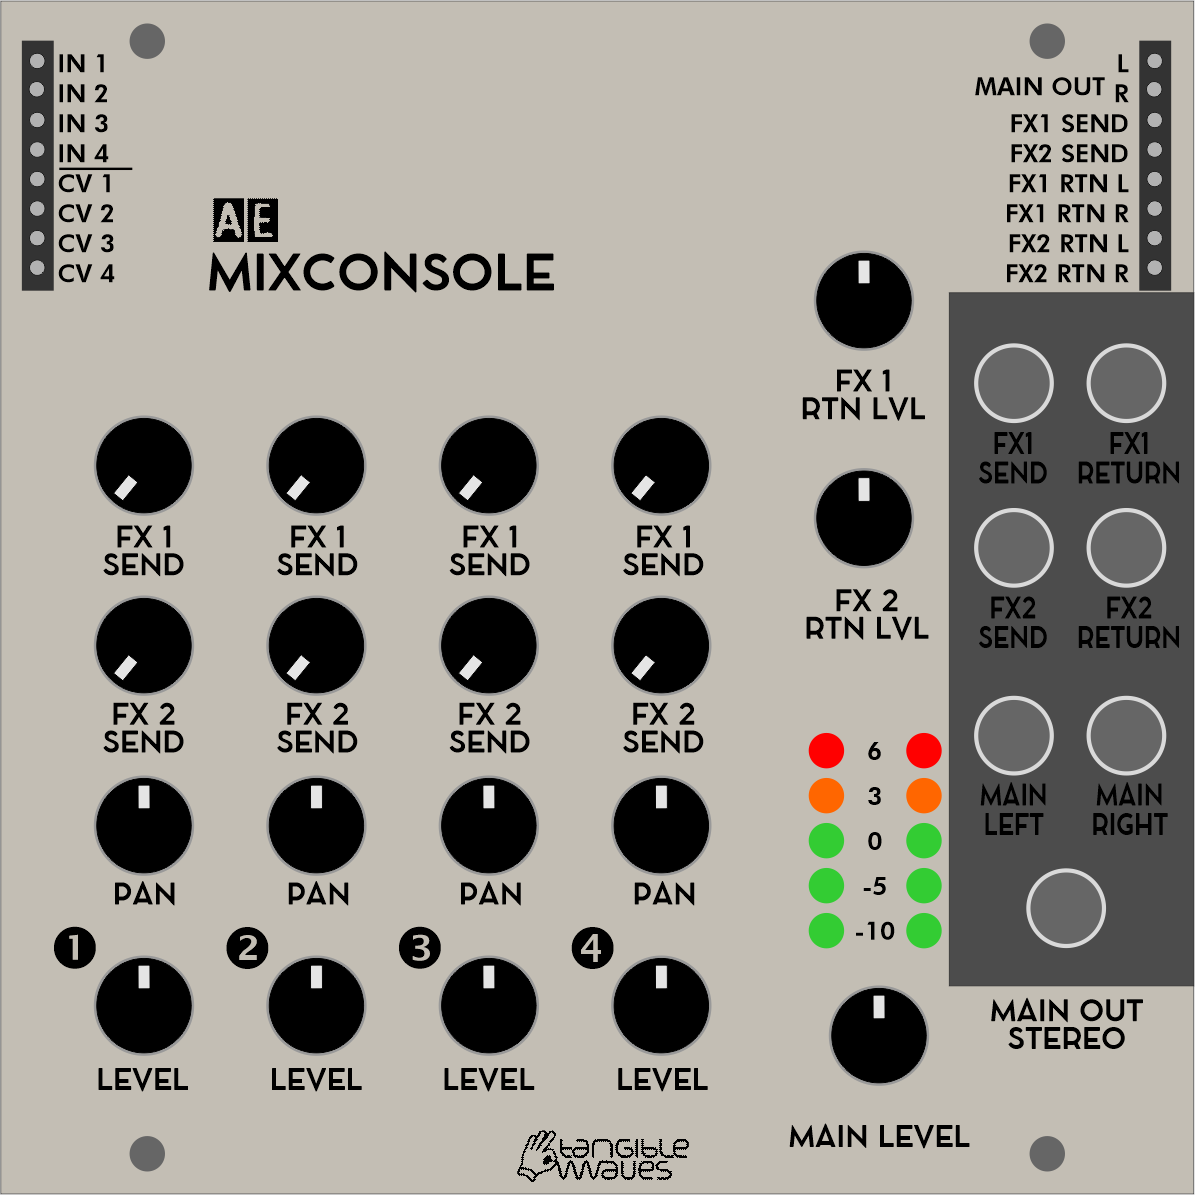 IN 1
IN 2
IN 3
IN 4
CV 1
CV 2
CV 3
CV 4
L
MAIN OUT
R
FX1 SEND
FX2 SEND
FX1 RTN L
FX1 RTN R
FX2 RTN L
FX2 RTN R
AE
MIXCONSOLE
FX 1
RTN LVL
FX 2
RTN LVL
FX 1 FX 1 FX 1 FX 1
SEND SEND SEND SEND
FX 2 FX 2 FX 2 FX 2
SEND SEND SEND SEND
PAN PAN PAN PAN
1 2 3 4
LEVEL LEVEL LEVEL LEVEL
6
3
0
-5
-10
MAIN LEVEL
FX1 FX1
SEND RETURN
FX2 FX2
SEND RETURN
MAIN MAIN
LEFT RIGHT
MAIN OUT
STEREO
tangible
waves